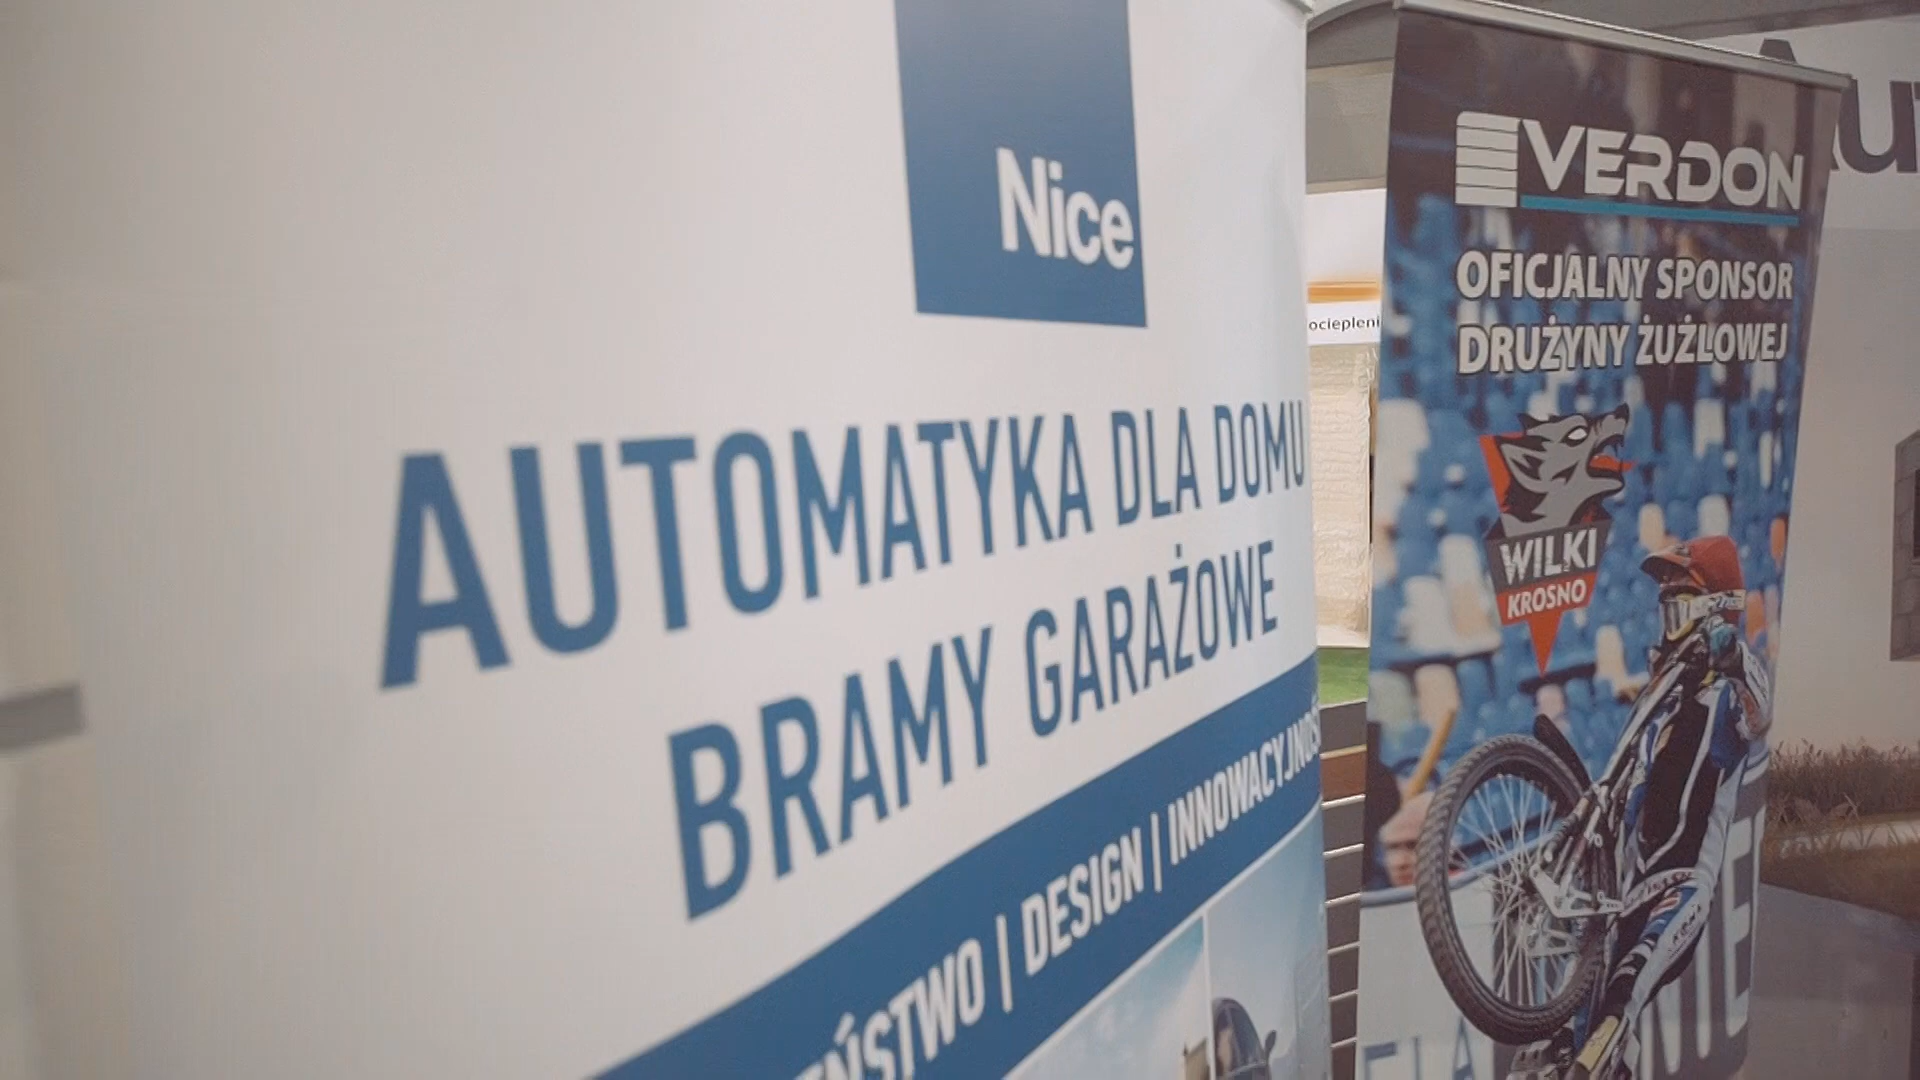 Nice
AUTOMATYKA DLA DOMU
BRAMY GARAŻOWE
| DESIGN |
VERDON
OFICJALNY SPONSOR
DRUŻYNY ŻUŻLOWEJ
WILKI
KROSNO